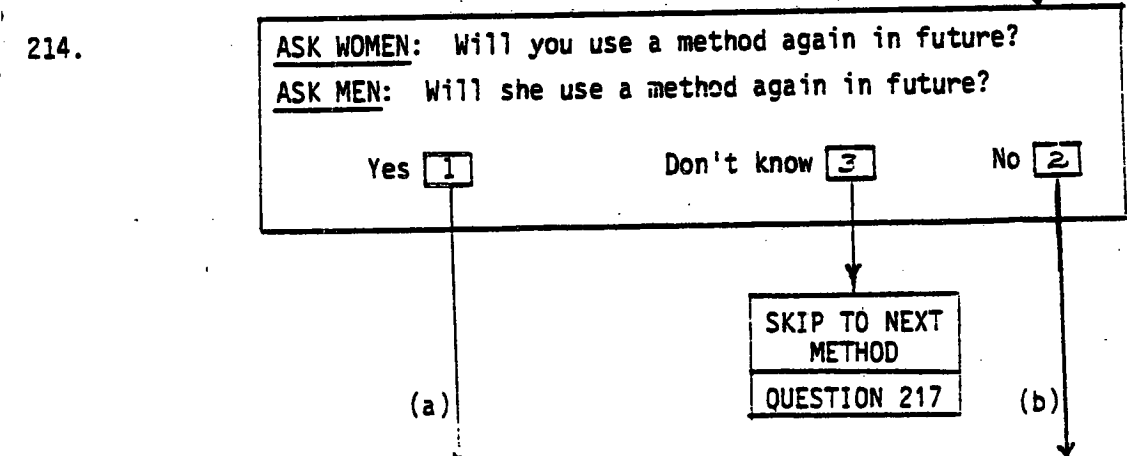 214.
ASK WOMEN: Will you use a method again in future?
ASK MEN: Will she use a method again in future?
Yes 1 Don't know 3 No 2
SKIP TO NEXT
METHOD
QUESTION 217
(a) (b)